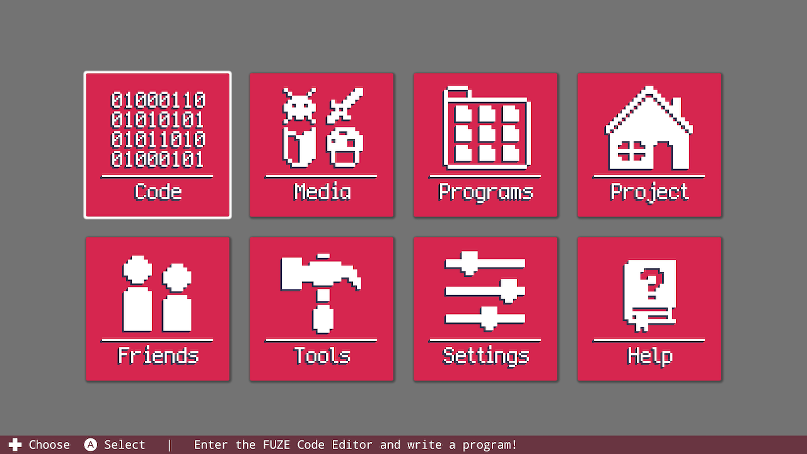 01000110
01010101
01011010
01000101
Code
Media
Programs
Project
Friends
Tools
Settings
?
Help
Choose A Select | Enter the FUZE Code Editor and write a program!